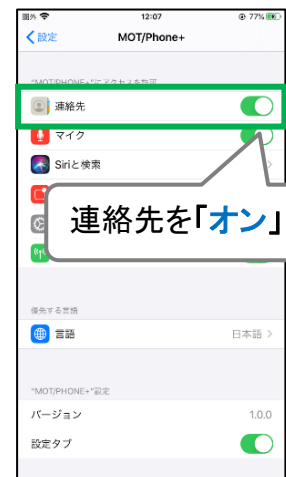 圏外 12:07 77%
設定 MOT/Phone+
"MOT/PHONE+"にアクセスを許可
連絡先
マイク
Siriと検索
連絡先を「オン」
優先する言語
言語 日本語
"MOT/PHONE+"設定
バージョン 1.0.0
設定タブ